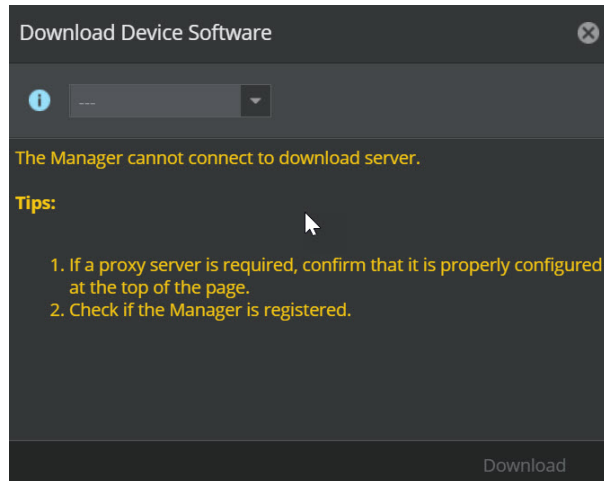 Download Device Software
---
The Manager cannot connect to download server.
Tips:
1. If a proxy server is required, confirm that it is properly configured
at the top of the page.
2. Check if the Manager is registered.
Download